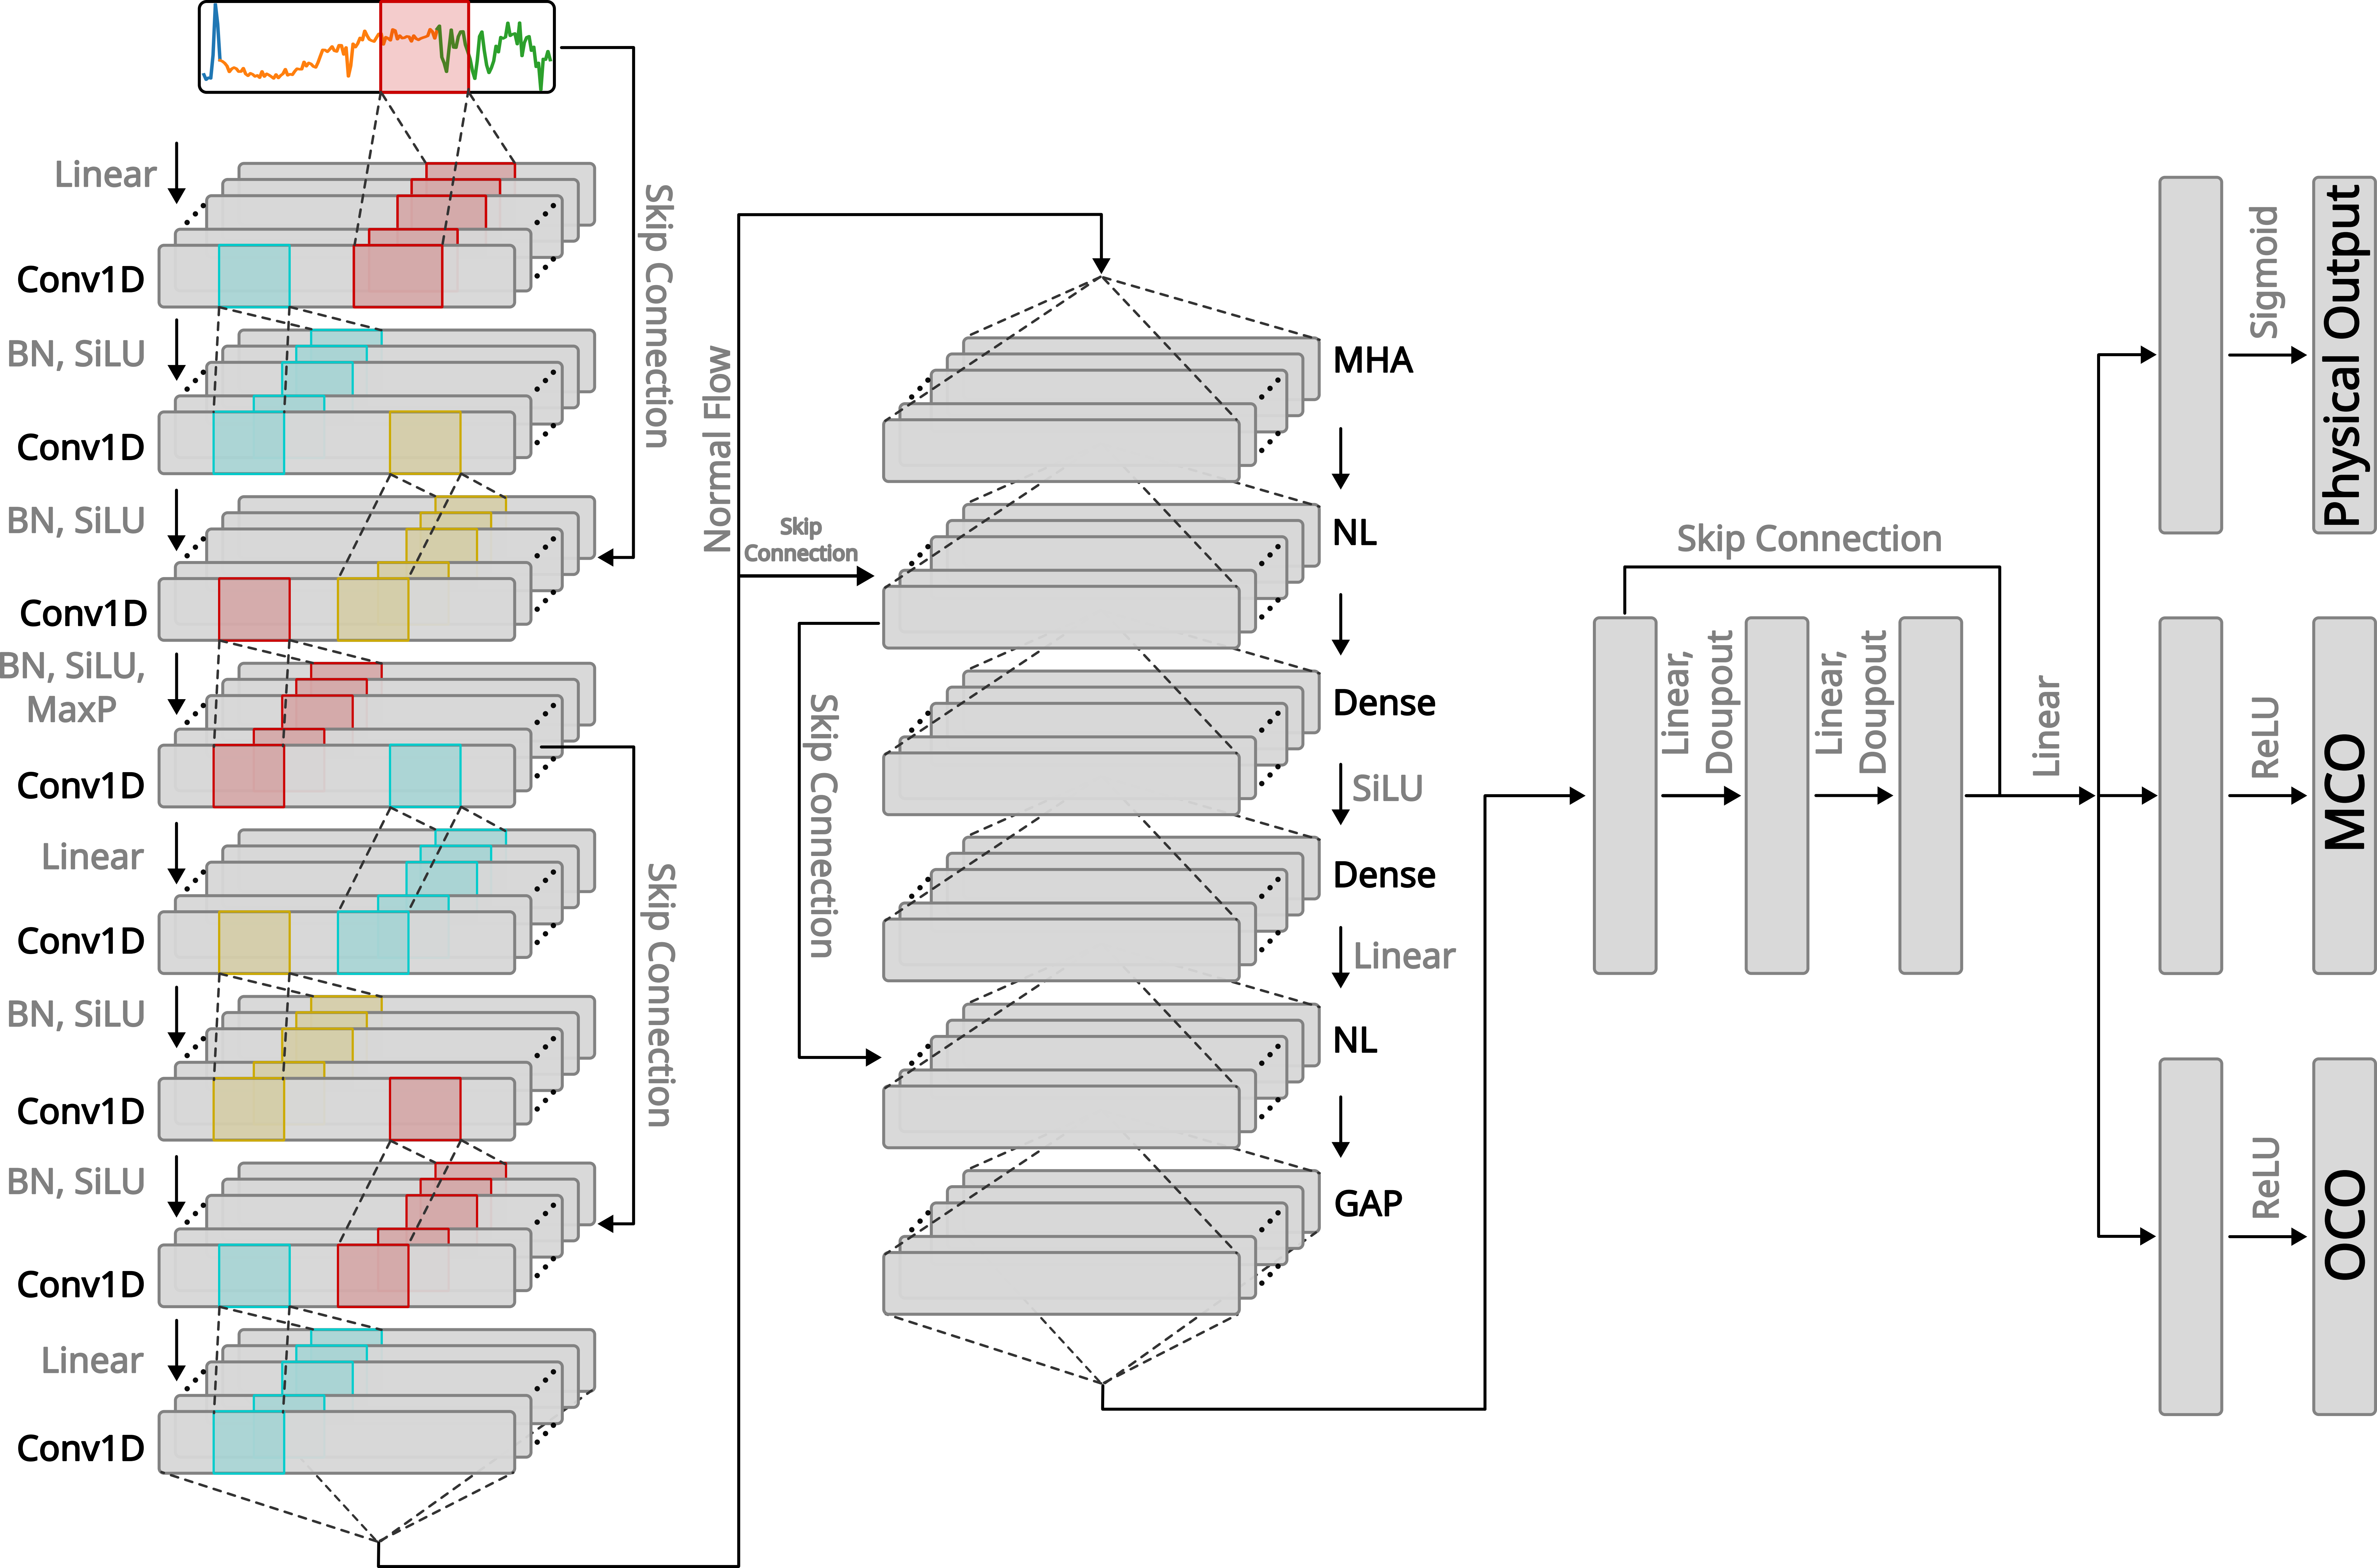 Linear
Conv1D
BN, SiLU
Conv1D
BN, SiLU
Conv1D
BN, SiLU,
MaxP
Conv1D
Linear
Conv1D
BN, SiLU
Conv1D
BN, SiLU
Conv1D
Linear
Conv1D
Skip Connection
Skip Connection
Normal Flow
Skip
Connection
Skip Connection
MHA
NL
Dense
SiLU
Dense
Linear
NL
GAP
Skip Connection
Linear,
Doupout
Linear,
Doupout
Linear
Sigmoid
Physical Output
ReLU
MCO
ReLU
OCO